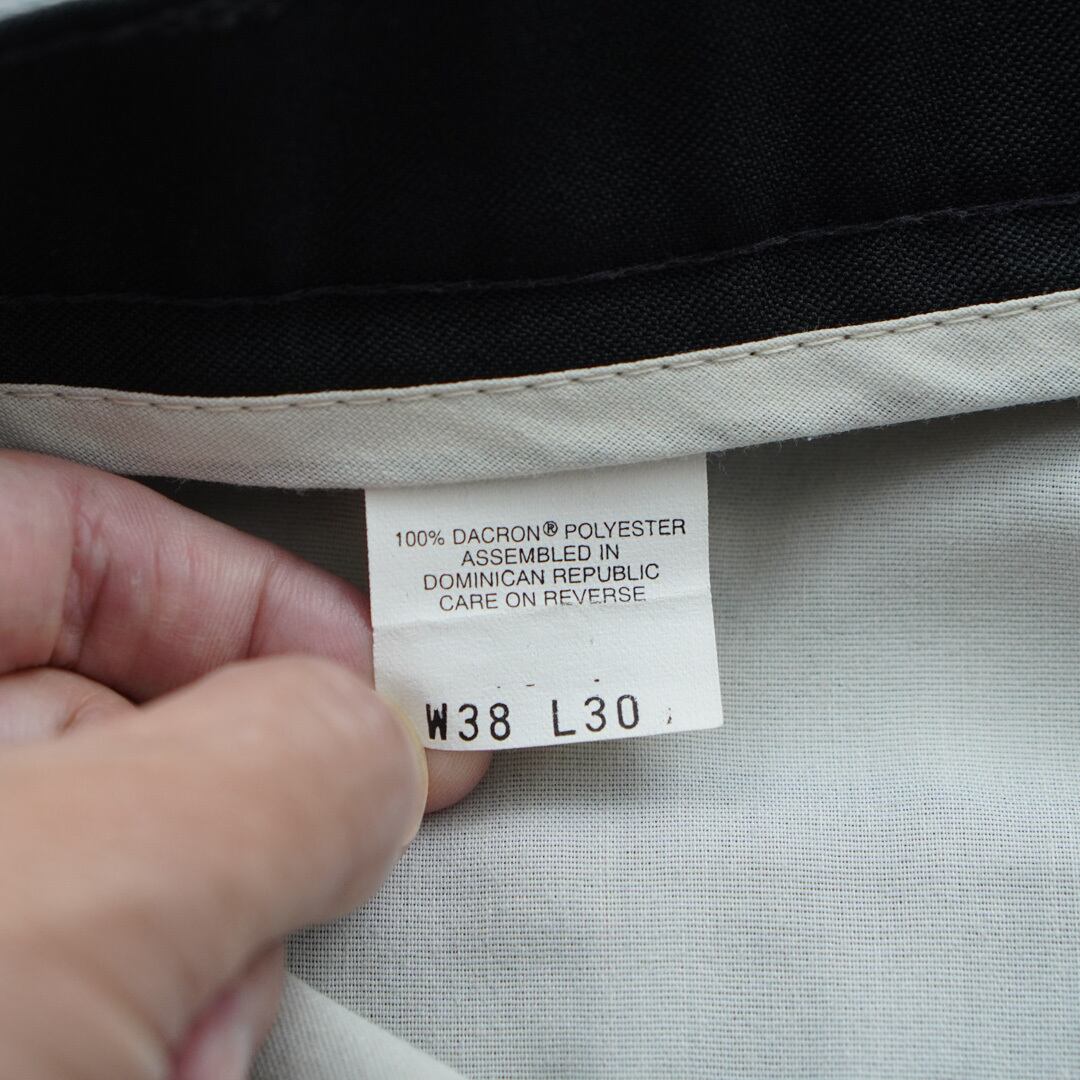 100% DACRON® POLYESTER
ASSEMBLED IN
DOMINICAN REPUBLIC
CARE ON REVERSE
W38 L30